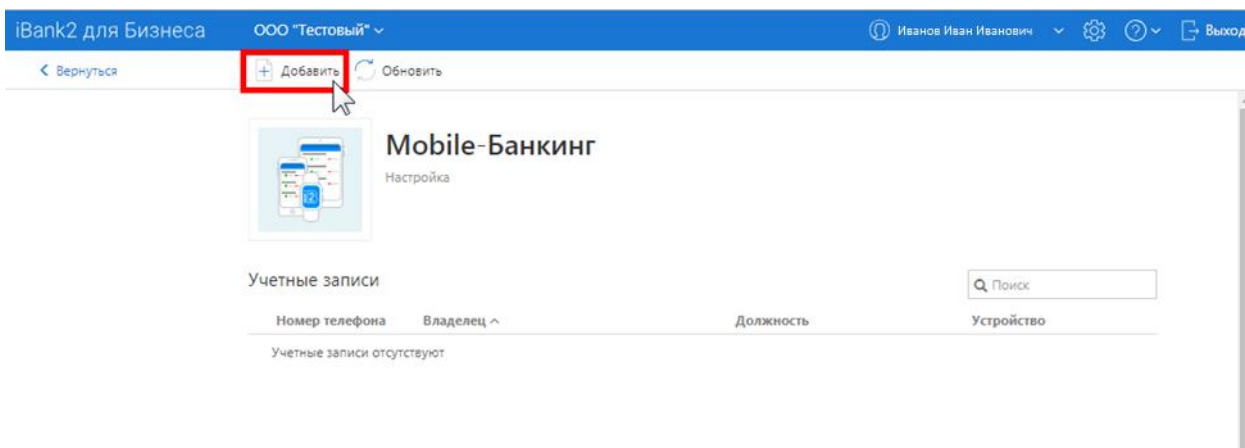 iBank2 для Бизнеса ООО "Тестовый" Иванов Иван Иванович Выход
Вернуться Добавить Обновить
Mobile-Банкинг
Настройка
Учетные записи Поиск
Номер телефона Владелец Должность Устройство
Учетные записи отсутствуют